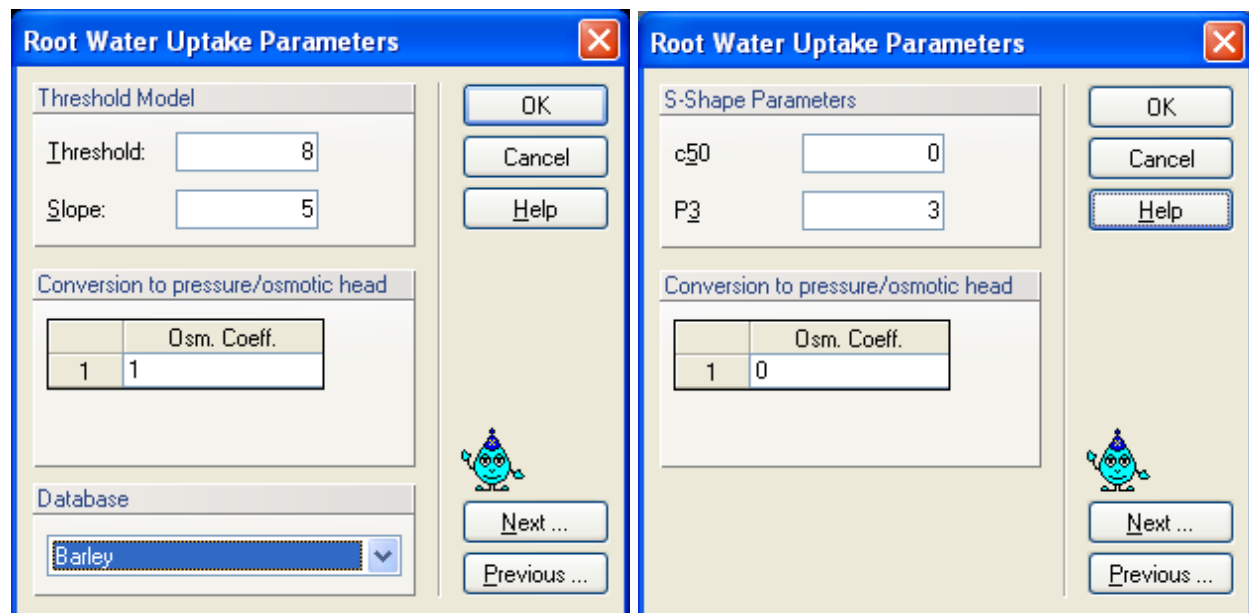 Root Water Uptake Parameters
Threshold Model
Threshold: 8
Slope: 5
OK
Cancel
Help
Conversion to pressure/osmotic head
Osm. Coeff.
1 1
Database
Barley
Next ...
Previous ...
Root Water Uptake Parameters
S-Shape Parameters
c50 0
P3 3
OK
Cancel
Help
Conversion to pressure/osmotic head
Osm. Coeff.
1 0
Next ...
Previous ...